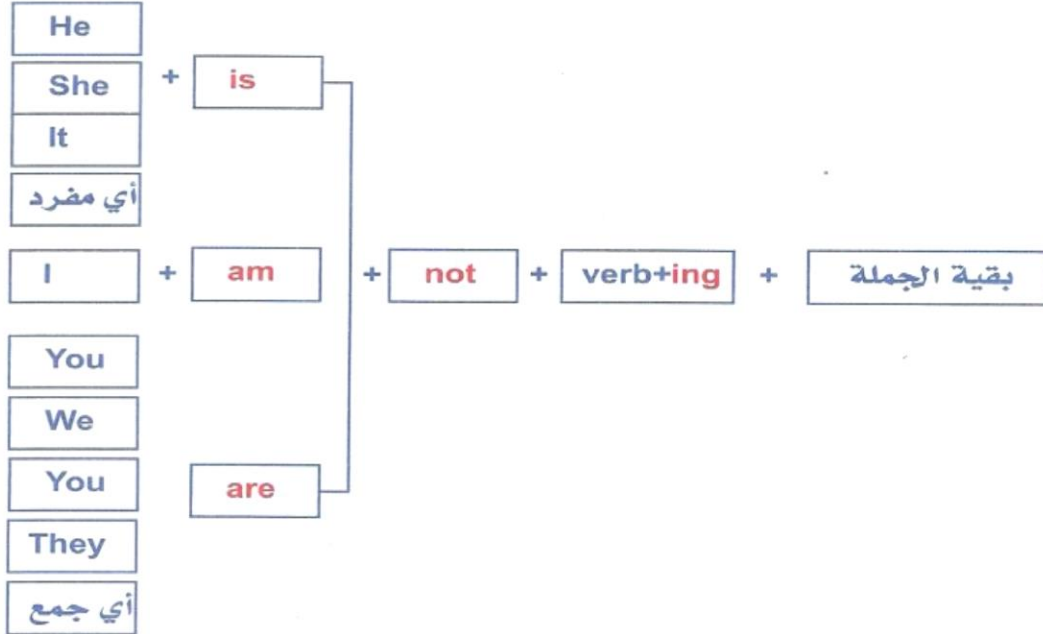 He
She + is
It
أي مفرد
I + am + not + verb+ing + بقية الجملة
You
We
You are
They
أي جمع